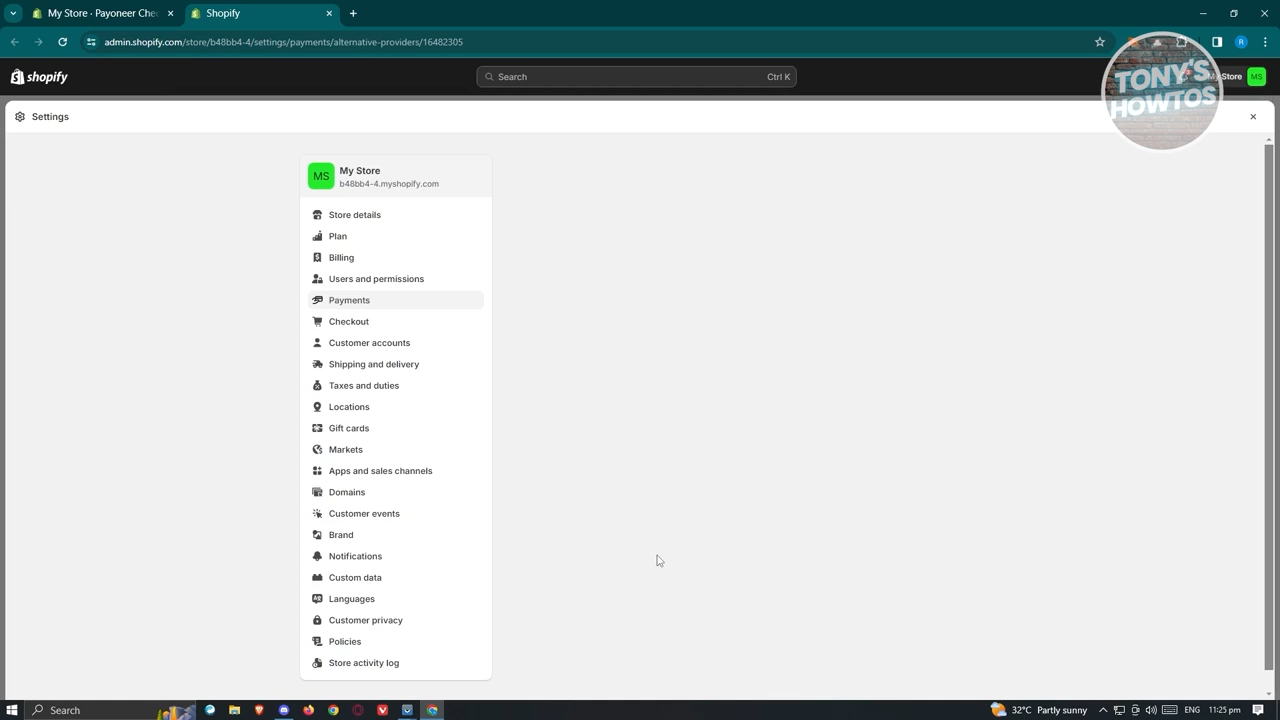 My Store · Payoneer Che
Shopify
admin.shopify.com/store/b48bb4-4/settings/payments/alternative-providers/16482305
R
shopify
Search
Ctrl K
My Store
MS
TONY'S
HOWTOS
Settings
MS
My Store
b48bb4-4.myshopify.com
Store details
Plan
Billing
Users and permissions
Payments
Checkout
Customer accounts
Shipping and delivery
Taxes and duties
Locations
Gift cards
Markets
Apps and sales channels
Domains
Customer events
Brand
Notifications
Custom data
Languages
Customer privacy
Policies
Store activity log
Search
32°C Partly sunny
ENG
11:25 pm